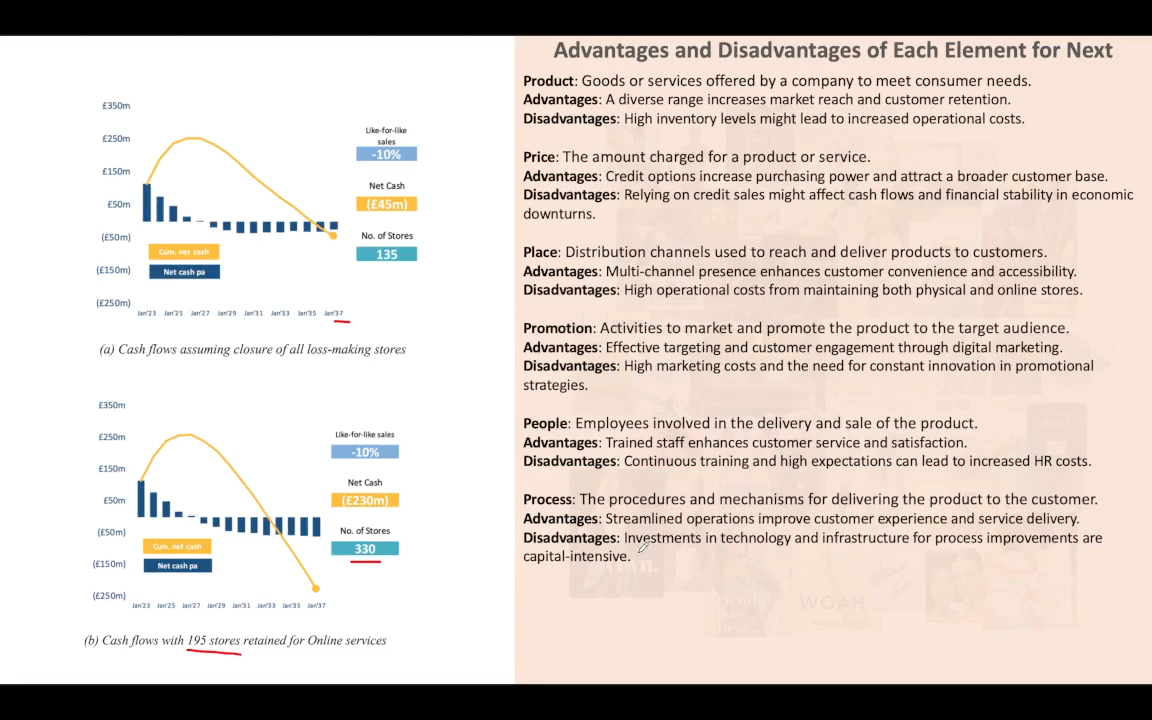 £350m
£250m
£150m
£50m
(£50m)
(£150m)
(£250m)
Like-for-like
sales
-10%
Net Cash
(£45m)
No. of Stores
135
Cum. net cash
Net cash pa
Jan'23 Jan'25 Jan'27 Jan'29 Jan'31 Jan'33 Jan'35 Jan'37
(a) Cash flows assuming closure of all loss-making stores
£350m
£250m
£150m
£50m
(£50m)
(£150m)
(£250m)
Like-for-like sales
-10%
Net Cash
(£230m)
No. of Stores
330
Cum. net cash
Net cash pa
Jan'23 Jan'25 Jan'27 Jan'29 Jan'31 Jan'33 Jan'35 Jan'37
(b) Cash flows with 195 stores retained for Online services
Advantages and Disadvantages of Each Element for Next
Product: Goods or services offered by a company to meet consumer needs.
Advantages: A diverse range increases market reach and customer retention.
Disadvantages: High inventory levels might lead to increased operational costs.
Price: The amount charged for a product or service.
Advantages: Credit options increase purchasing power and attract a broader customer base.
Disadvantages: Relying on credit sales might affect cash flows and financial stability in economic
downturns.
Place: Distribution channels used to reach and deliver products to customers.
Advantages: Multi-channel presence enhances customer convenience and accessibility.
Disadvantages: High operational costs from maintaining both physical and online stores.
Promotion: Activities to market and promote the product to the target audience.
Advantages: Effective targeting and customer engagement through digital marketing.
Disadvantages: High marketing costs and the need for constant innovation in promotional
strategies.
People: Employees involved in the delivery and sale of the product.
Advantages: Trained staff enhances customer service and satisfaction.
Disadvantages: Continuous training and high expectations can lead to increased HR costs.
Process: The procedures and mechanisms for delivering the product to the customer.
Advantages: Streamlined operations improve customer experience and service delivery.
Disadvantages: Investments in technology and infrastructure for process improvements are
capital-intensive.
WOAH